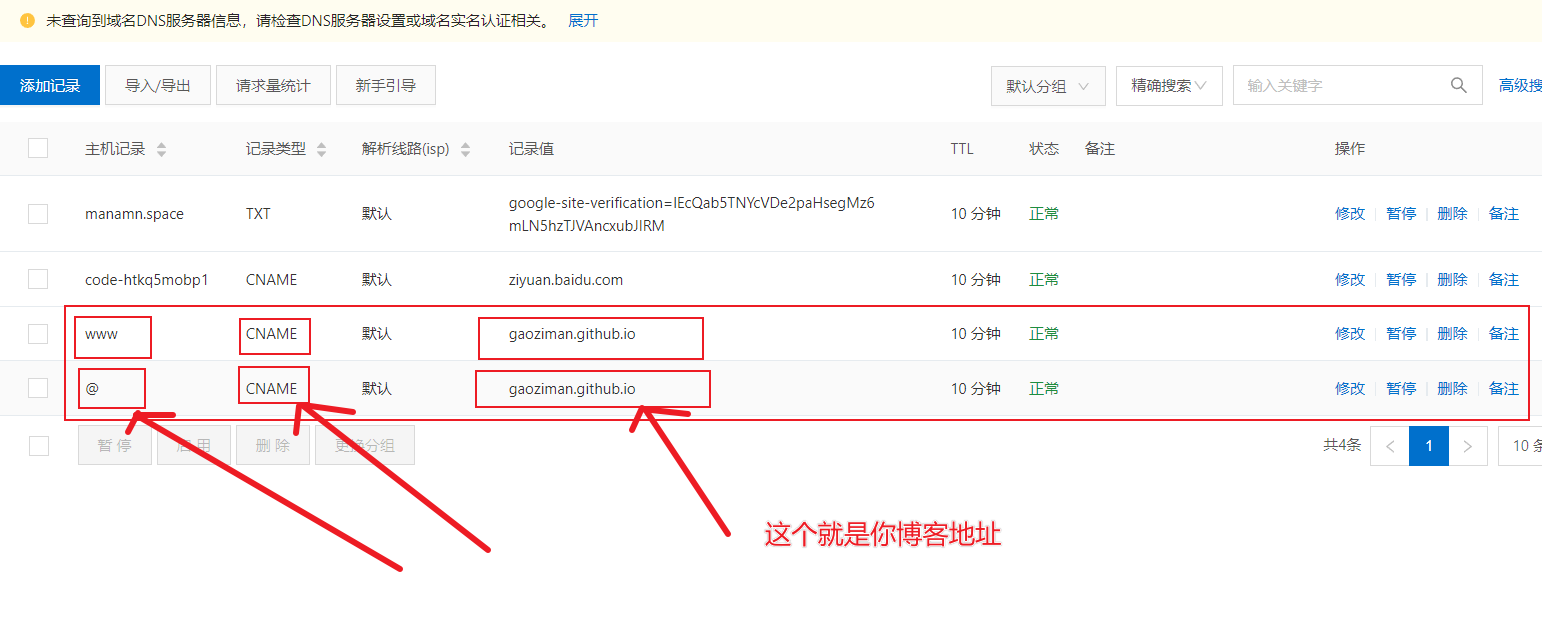 未查询到域名DNS服务器信息，请检查DNS服务器设置或域名实名认证相关。 展开
添加记录 导入/导出 请求量统计 新手引导 默认分组 精确搜索 输入关键字 高级搜
主机记录 记录类型 解析线路(isp) 记录值 TTL 状态 备注 操作
manamn.space TXT 默认 google-site-verification=IEcQab5TNYcVDe2paHsegMz6 10 分钟 正常 修改 暂停 删除 备注
mLN5hzTJVAncxubJIRM
code-htkq5mobp1 CNAME 默认 ziyuan.baidu.com 10 分钟 正常 修改 暂停 删除 备注
www CNAME 默认 gaoziman.github.io 10 分钟 正常 修改 暂停 删除 备注
@ CNAME 默认 gaoziman.github.io 10 分钟 正常 修改 暂停 删除 备注
暂停 启用 删除 更换分组 共4条 1 10 条
这个就是你博客地址